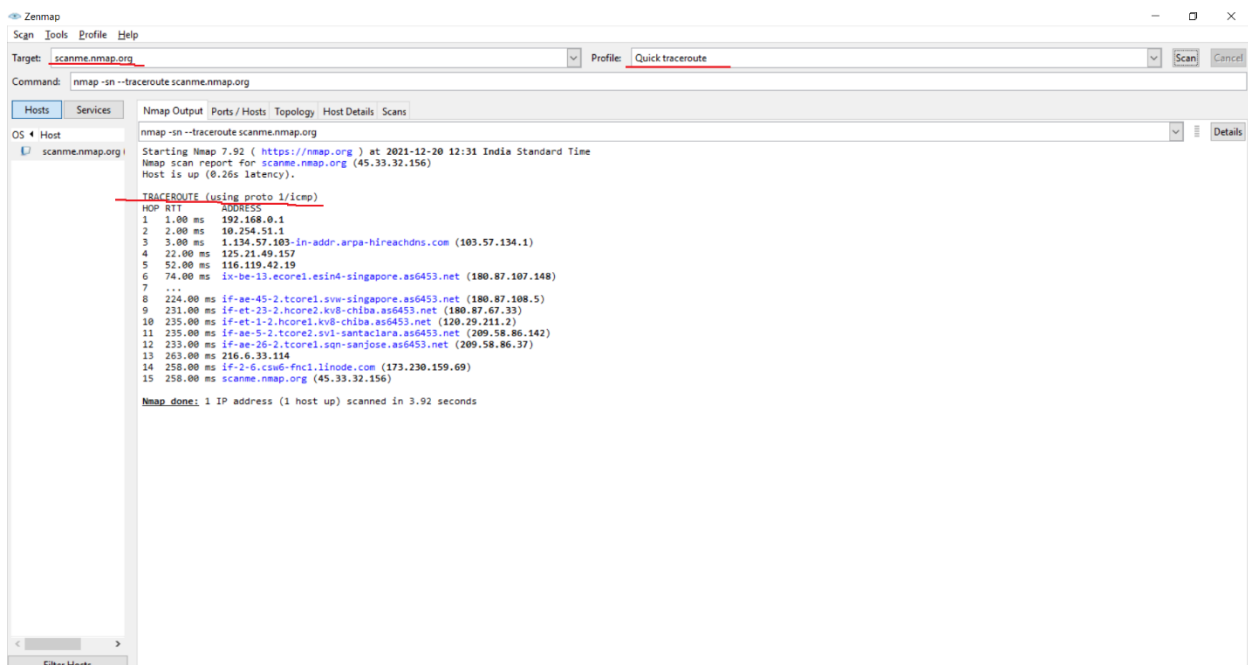 Zenmap
Scan Tools Profile Help
Target: scanme.nmap.org Profile: Quick traceroute Scan Cancel
Command: nmap -sn --traceroute scanme.nmap.org
Hosts Services Nmap Output Ports / Hosts Topology Host Details Scans
OS Host nmap -sn --traceroute scanme.nmap.org Details
scanme.nmap.org (
Starting Nmap 7.92 ( https://nmap.org ) at 2021-12-20 12:31 India Standard Time
Nmap scan report for scanme.nmap.org (45.33.32.156)
Host is up (0.26s latency).
TRACEROUTE (using proto 1/icmp)
HOP RTT ADDRESS
1 1.00 ms 192.168.0.1
2 2.00 ms 10.254.51.1
3 3.00 ms 1.134.57.103-in-addr.arpa-hireachdns.com (103.57.134.1)
4 22.00 ms 125.21.49.157
5 52.00 ms 116.119.42.19
6 74.00 ms ix-be-13.ecore1.esin4-singapore.as6453.net (180.87.107.148)
7 ...
8 224.00 ms if-ae-45-2.tcore1.svw-singapore.as6453.net (180.87.108.5)
9 231.00 ms if-et-23-2.hcore2.kv8-chiba.as6453.net (180.87.67.33)
10 235.00 ms if-et-1-2.hcore1.kv8-chiba.as6453.net (120.29.211.2)
11 235.00 ms if-ae-5-2.tcore2.sv1-santaclara.as6453.net (209.58.86.142)
12 233.00 ms if-ae-26-2.tcore1.sqn-sanjose.as6453.net (209.58.86.37)
13 263.00 ms 216.6.33.114
14 258.00 ms if-2-6.csw6-fnc1.linode.com (173.230.159.69)
15 258.00 ms scanme.nmap.org (45.33.32.156)
Nmap done: 1 IP address (1 host up) scanned in 3.92 seconds
Filter Hosts